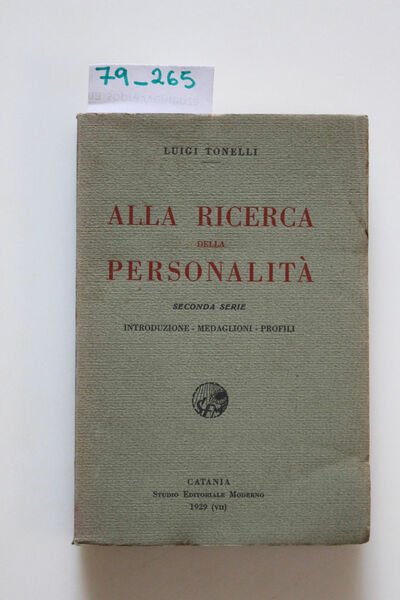 79_265
LUIGI TONELLI
ALLA RICERCA
DELLA
PERSONALITÀ
SECONDA SERIE
INTRODUZIONE - MEDAGLIONI - PROFILI
CATANIA
STUDIO EDITORIALE MODERNO
1929 (VII)